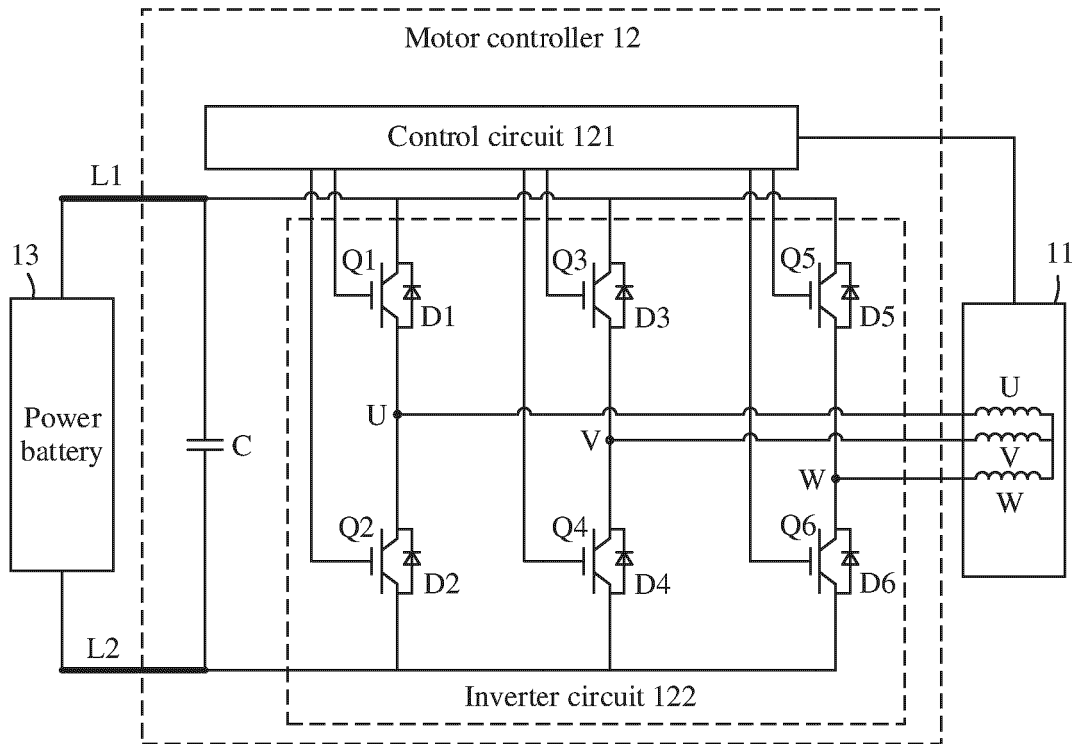 Motor controller 12
Control circuit 121
L1
13
Q1
Q3
Q5
11
D1
D3
D5
Power
battery
U
U
C
V
V
W
W
Q2
Q4
Q6
D2
D4
D6
L2
Inverter circuit 122